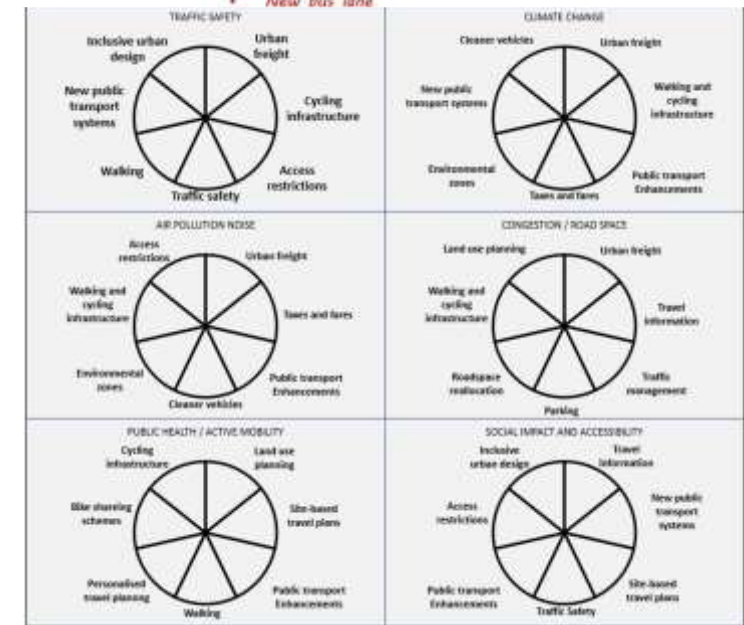 New bus lane
TRAFFIC SAFETY
Inclusive urban
design
Urban
freight
New public
transport
systems
Cycling
infrastructure
Walking
Access
restrictions
Traffic safety
CLIMATE CHANGE
Cleaner vehicles
Urban freight
New public
transport systems
Walking and
cycling
infrastructure
Environmental
zones
Public transport
Enhancements
Taxes and fares
AIR POLLUTION NOISE
Access
restrictions
Urban freight
Walking and
cycling
infrastructure
Taxes and fares
Environmental
zones
Public transport
Enhancements
Cleaner vehicles
CONGESTION / ROAD SPACE
Land use planning
Urban freight
Walking and
cycling
infrastructure
Travel
information
Roadspace
reallocation
Traffic
management
Parking
PUBLIC HEALTH / ACTIVE MOBILITY
Cycling
infrastructure
Land use
planning
Bike sharing
schemes
Site-based
travel plans
Personalised
travel planning
Public transport
Enhancements
Walking
SOCIAL IMPACT AND ACCESSIBILITY
Inclusive
urban design
Travel
information
Access
restrictions
New public
transport
systems
Public transport
Enhancements
Site-based
travel plans
Traffic Safety